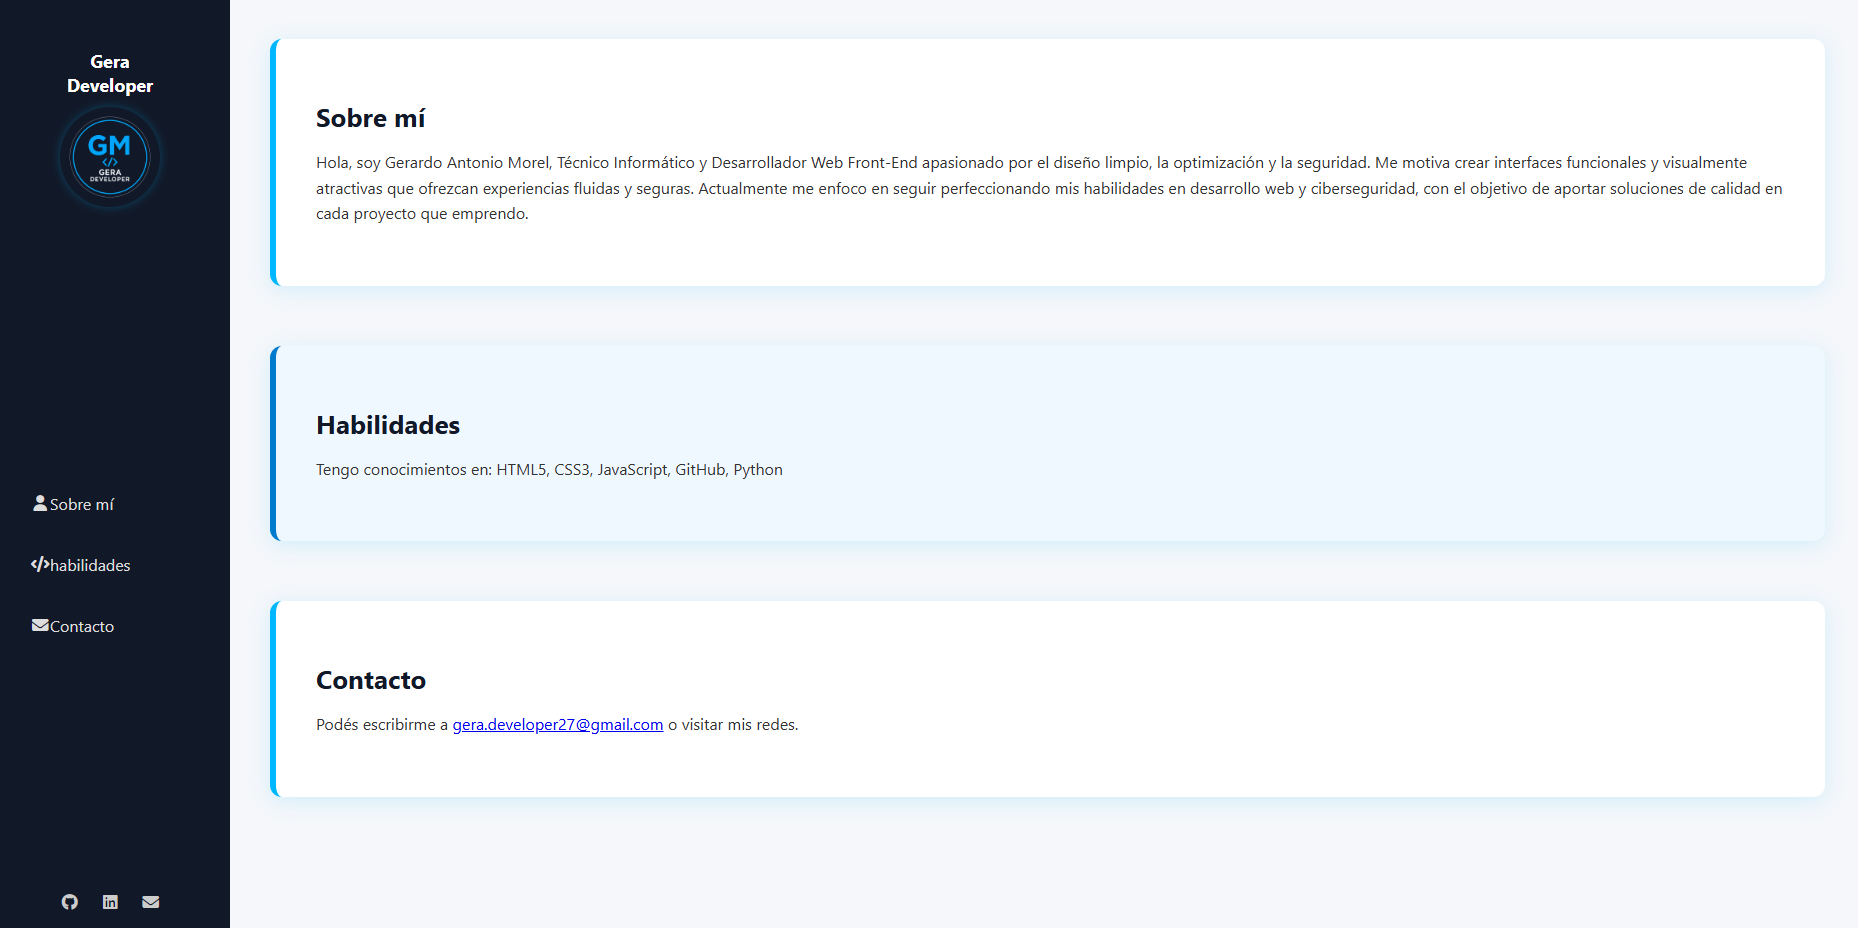 Gera
Developer
GM
</>
GERA
DEVELOPER
Sobre mí
habilidades
Contacto
Sobre mí
Hola, soy Gerardo Antonio Morel, Técnico Informático y Desarrollador Web Front-End apasionado por el diseño limpio, la optimización y la seguridad. Me motiva crear interfaces funcionales y visualmente
atractivas que ofrezcan experiencias fluidas y seguras. Actualmente me enfoco en seguir perfeccionando mis habilidades en desarrollo web y ciberseguridad, con el objetivo de aportar soluciones de calidad en
cada proyecto que emprendo.
Habilidades
Tengo conocimientos en: HTML5, CSS3, JavaScript, GitHub, Python
Contacto
Podés escribirme a gera.developer27@gmail.com o visitar mis redes.